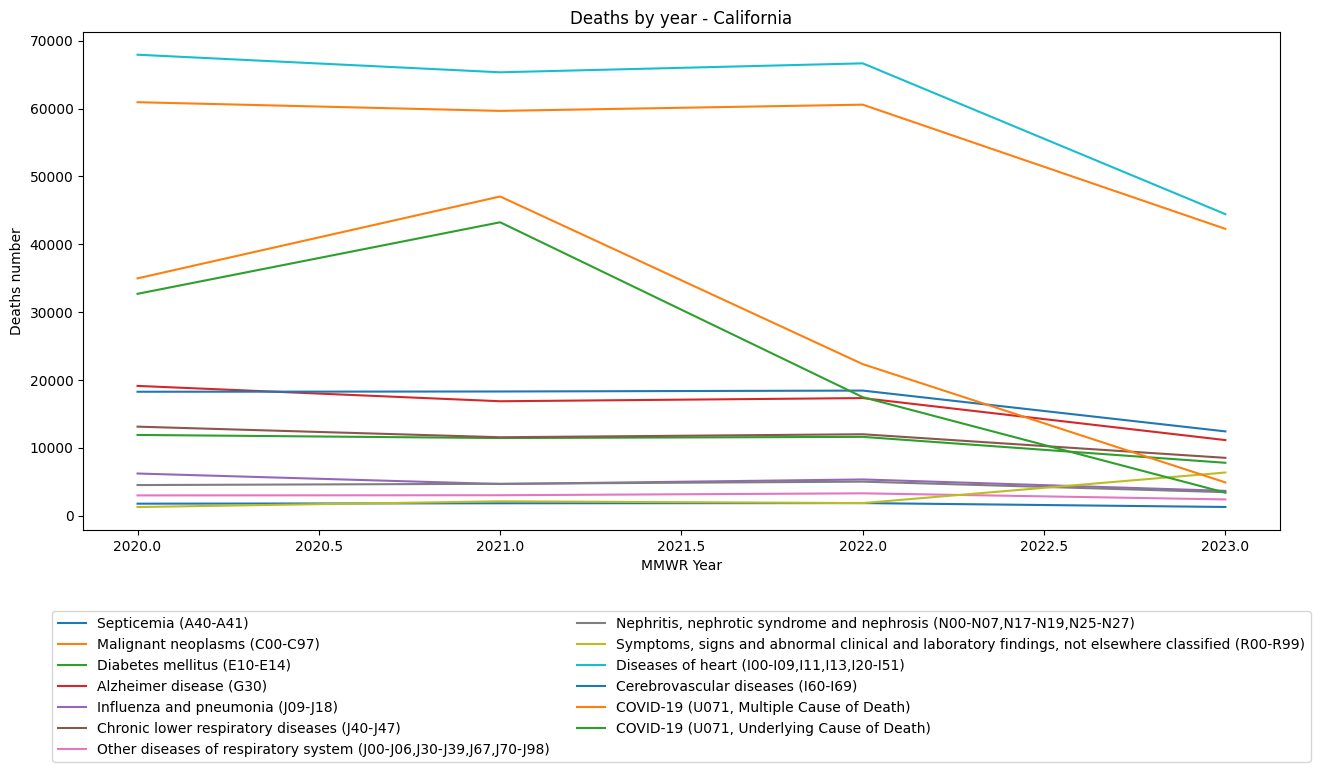 Deaths by year - California
70000
60000
50000
40000
30000
20000
10000
0
Deaths number
2020.0 2020.5 2021.0 2021.5 2022.0 2022.5 2023.0
MMWR Year
Septicemia (A40-A41)
Malignant neoplasms (C00-C97)
Diabetes mellitus (E10-E14)
Alzheimer disease (G30)
Influenza and pneumonia (J09-J18)
Chronic lower respiratory diseases (J40-J47)
Other diseases of respiratory system (J00-J06,J30-J39,J67,J70-J98)
Nephritis, nephrotic syndrome and nephrosis (N00-N07,N17-N19,N25-N27)
Symptoms, signs and abnormal clinical and laboratory findings, not elsewhere classified (R00-R99)
Diseases of heart (I00-I09,I11,I13,I20-I51)
Cerebrovascular diseases (I60-I69)
COVID-19 (U071, Multiple Cause of Death)
COVID-19 (U071, Underlying Cause of Death)